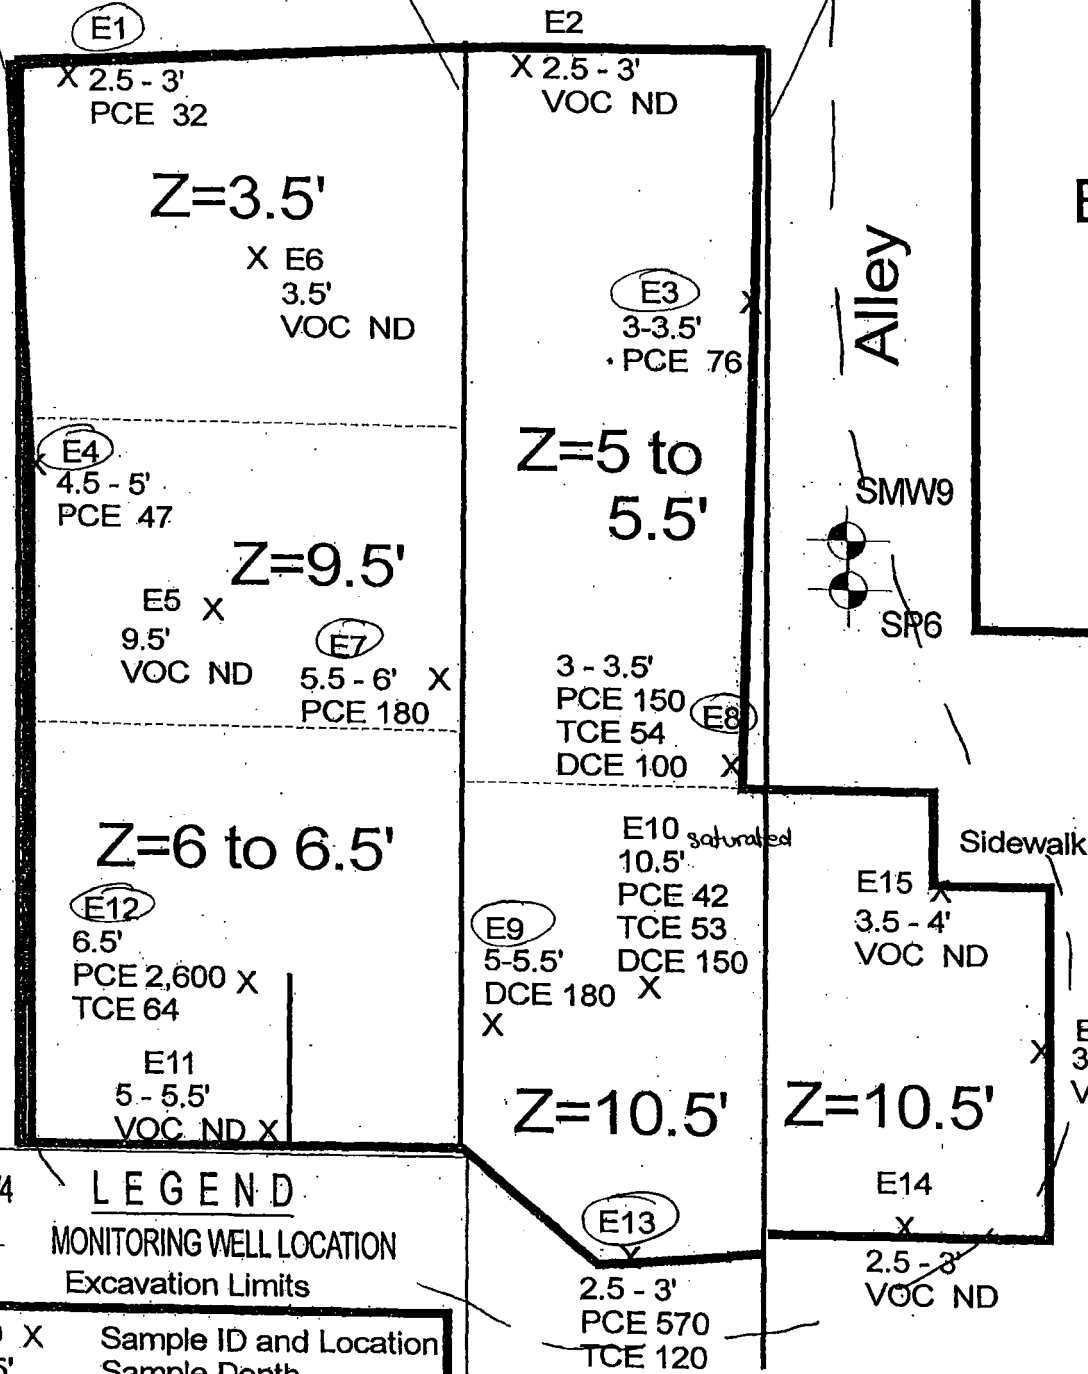 E1
2.5 - 3'
PCE 32
E2
2.5 - 3'
VOC ND
Z=3.5'
E6
3.5'
VOC ND
E3
3-3.5'
PCE 76
Alley
E4
4.5 - 5'
PCE 47
Z=5 to
5.5'
SMW9
Z=9.5'
E5
9.5'
VOC ND
E7
5.5 - 6'
PCE 180
SP6
3 - 3.5'
PCE 150
TCE 54
DCE 100
E8
Z=6 to 6.5'
E10 saturated
10.5'
PCE 42
TCE 53
DCE 150
Sidewalk
E15
3.5 - 4'
VOC ND
E12
6.5'
PCE 2,600
TCE 64
E9
5-5.5'
DCE 180
E11
5 - 5.5'
VOC ND
Z=10.5'
Z=10.5'
E14
2.5 - 3'
VOC ND
E13
2.5 - 3'
PCE 570
TCE 120
LEGEND
MONITORING WELL LOCATION
Excavation Limits
X Sample ID and Location
Sample Depth